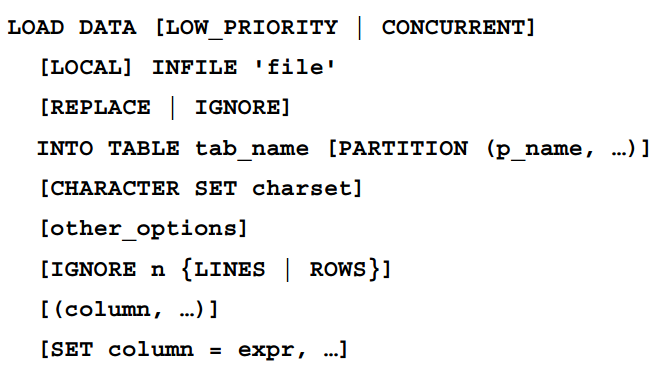 LOAD DATA [LOW_PRIORITY | CONCURRENT]
[LOCAL] INFILE 'file'
[REPLACE | IGNORE]
INTO TABLE tab_name [PARTITION (p_name, …)]
[CHARACTER SET charset]
[other_options]
[IGNORE n {LINES | ROWS}]
[(column, …)]
[SET column = expr, …]